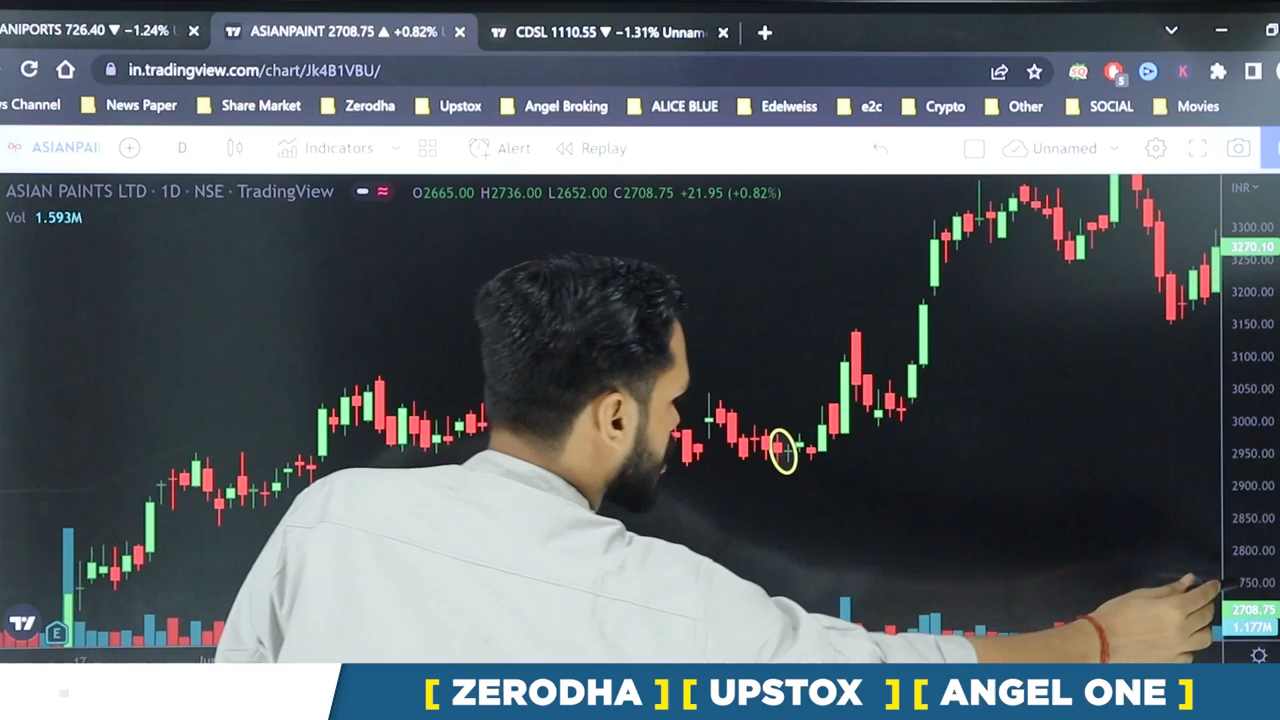 ANIPORTS 726.40 ▼ −1.24%
ASIANPAINT 2708.75 ▲ +0.82%
CDSL 1110.55 ▼ −1.31% Unnam
in.tradingview.com/chart/Jk4B1VBU/
s Channel News Paper Share Market Zerodha Upstox Angel Broking ALICE BLUE Edelweiss e2c Crypto Other SOCIAL Movies
ASIANPAI D Indicators Alert Replay Unnamed
ASIAN PAINTS LTD · 1D · NSE · TradingView O2665.00 H2736.00 L2652.00 C2708.75 +21.95 (+0.82%)
INR
Vol 1.593M
3300.00
3270.10
3250.00
3200.00
3150.00
3100.00
3050.00
3000.00
2950.00
2900.00
2850.00
2800.00
750.00
2708.75
1.177M
E
17
[ ZERODHA ] [ UPSTOX ] [ ANGEL ONE ]